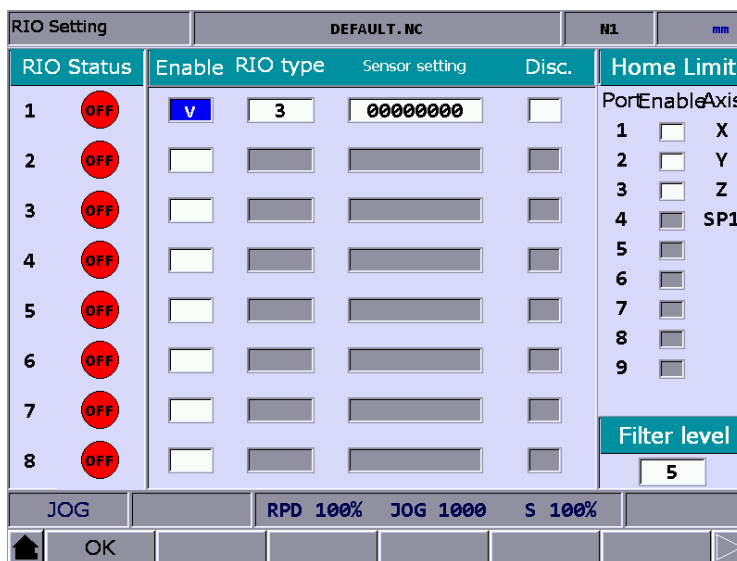 RIO Setting DEFAULT.NC N1 mm
RIO Status Enable RIO type Sensor setting Disc. Home Limit
Port Enable Axis
1 OFF v 3 00000000
2 OFF
3 OFF
4 OFF
5 OFF
6 OFF
7 OFF
8 OFF
1 X
2 Y
3 Z
4 SP1
5
6
7
8
9
Filter level
5
JOG RPD 100% JOG 1000 S 100%
OK